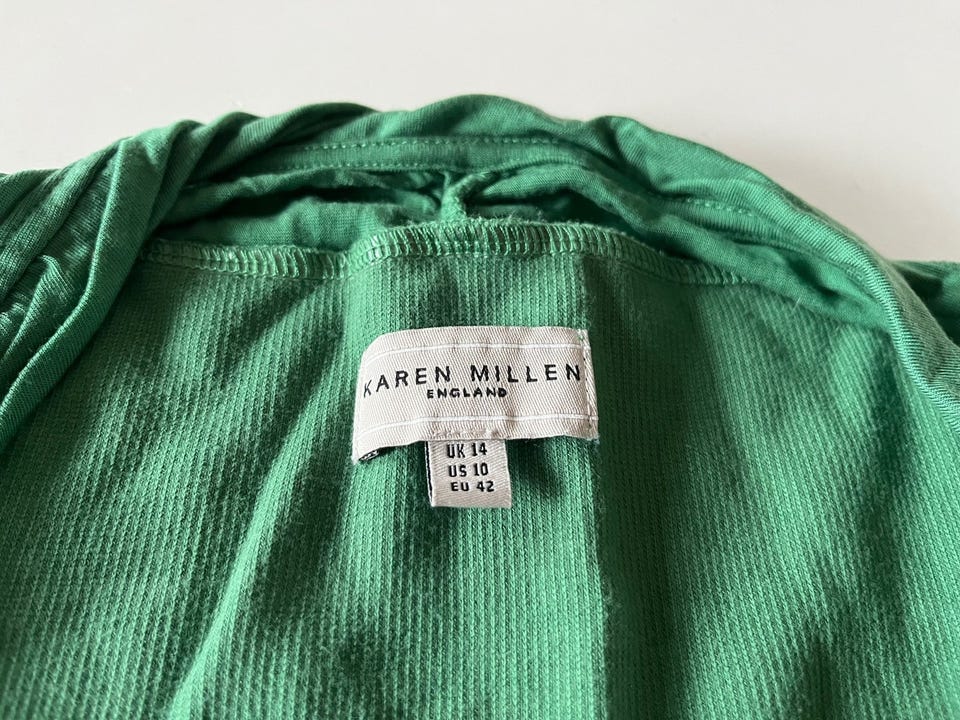 KAREN MILLEN
ENGLAND
UK 14
US 10
EU 42